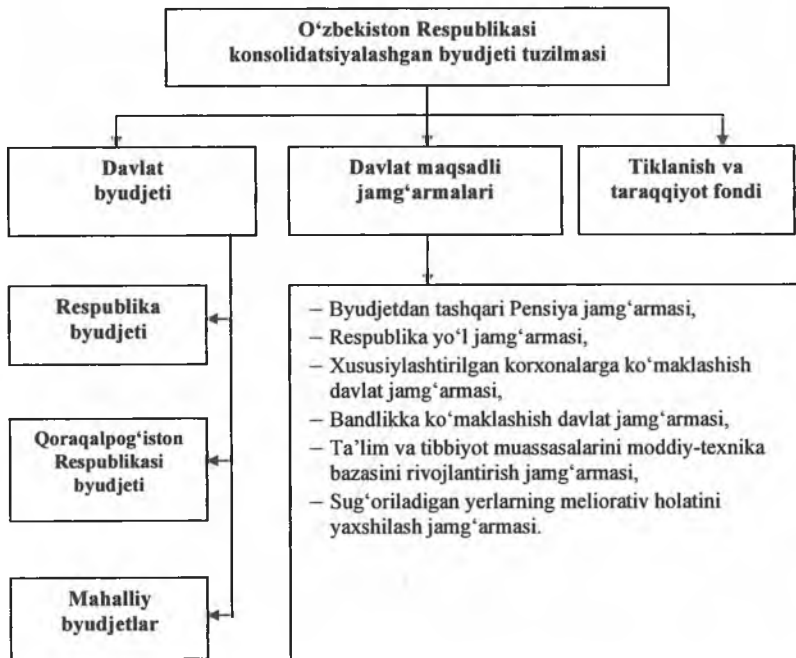 O‘zbekiston Respublikasi
konsolidatsiyalashgan byudjeti tuzilmasi
Davlat
byudjeti
Davlat maqsadli
jamg‘armalari
Tiklanish va
taraqqiyot fondi
Respublika
byudjeti
Qoraqalpog‘iston
Respublikasi
byudjeti
Mahalliy
byudjetlar
– Byudjetdan tashqari Pensiya jamg‘armasi,
– Respublika yo‘l jamg‘armasi,
– Xususiylashtirilgan korxonalarga ko‘maklashish
davlat jamg‘armasi,
– Bandlikka ko‘maklashish davlat jamg‘armasi,
– Ta’lim va tibbiyot muassasalarini moddiy-texnika
bazasini rivojlantirish jamg‘armasi,
– Sug‘oriladigan yerlarning meliorativ holatini
yaxshilash jamg‘armasi.